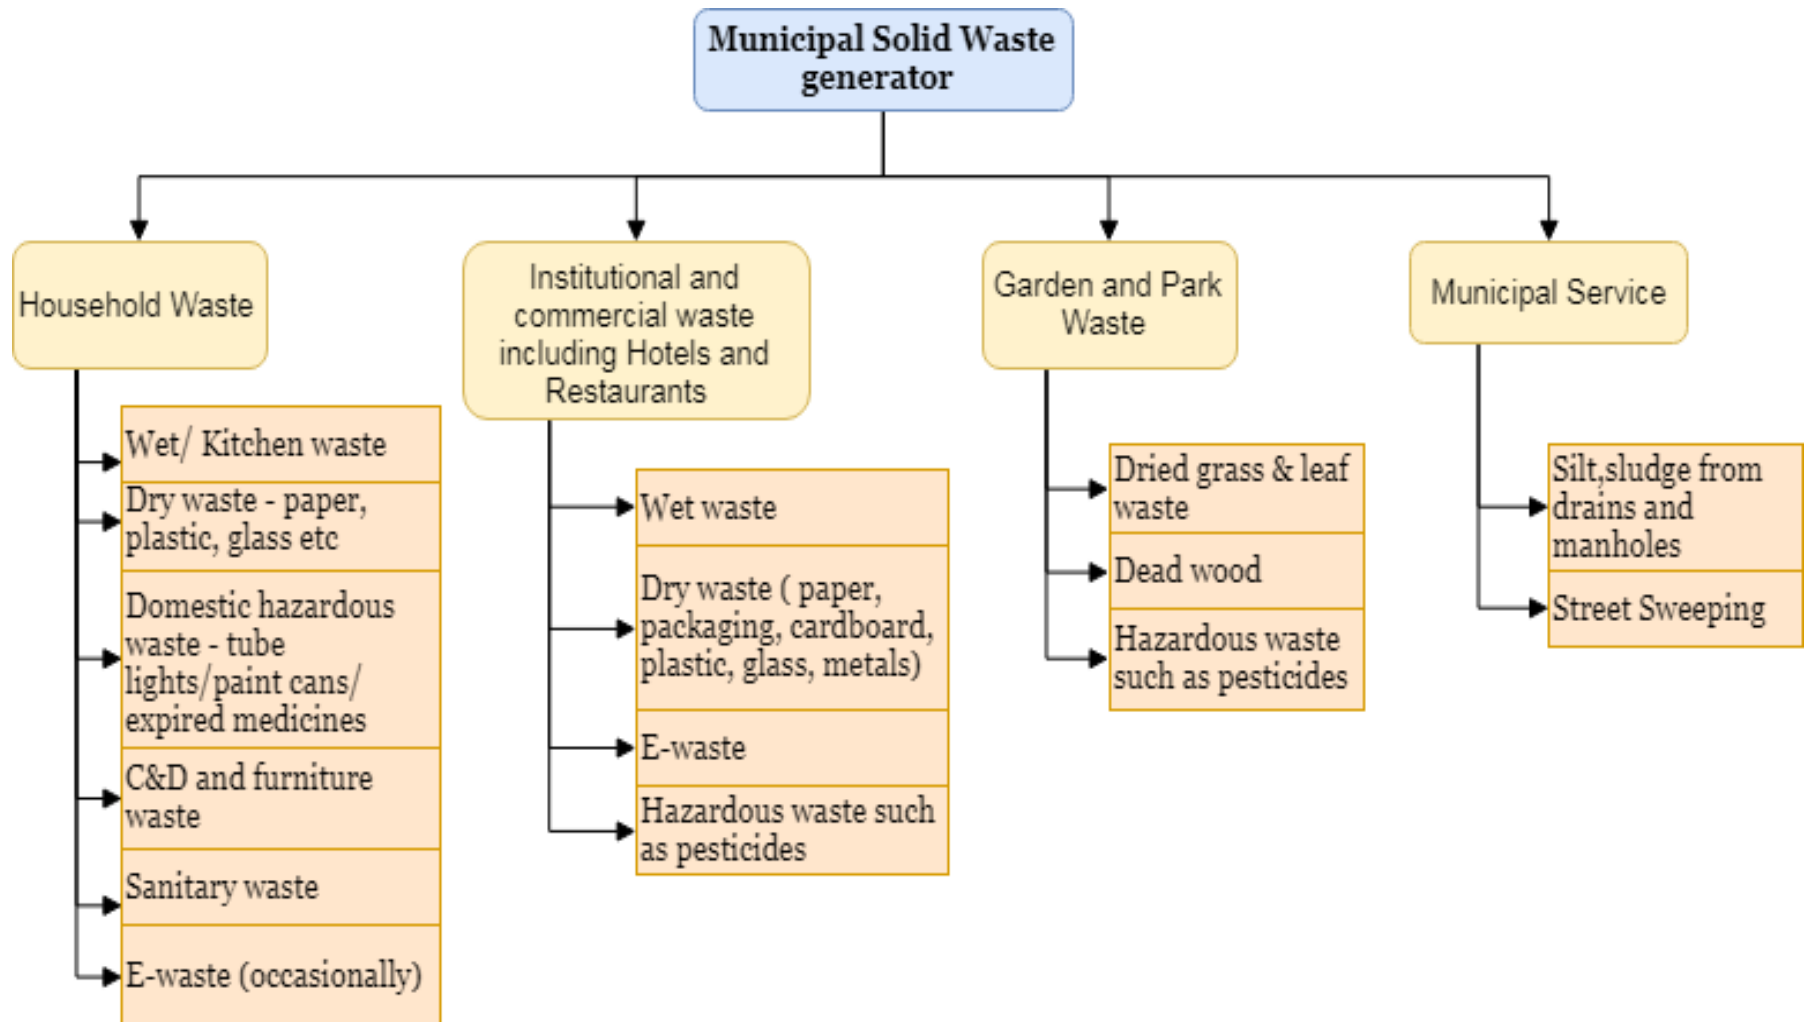 Municipal Solid Waste
generator
Household Waste
Institutional and
commercial waste
including Hotels and
Restaurants
Garden and Park
Waste
Municipal Service
Wet/ Kitchen waste
Dry waste - paper,
plastic, glass etc
Domestic hazardous
waste - tube
lights/paint cans/
expired medicines
C&D and furniture
waste
Sanitary waste
E-waste (occasionally)
Wet waste
Dry waste ( paper,
packaging, cardboard,
plastic, glass, metals)
E-waste
Hazardous waste such
as pesticides
Dried grass & leaf
waste
Dead wood
Hazardous waste
such as pesticides
Silt,sludge from
drains and
manholes
Street Sweeping